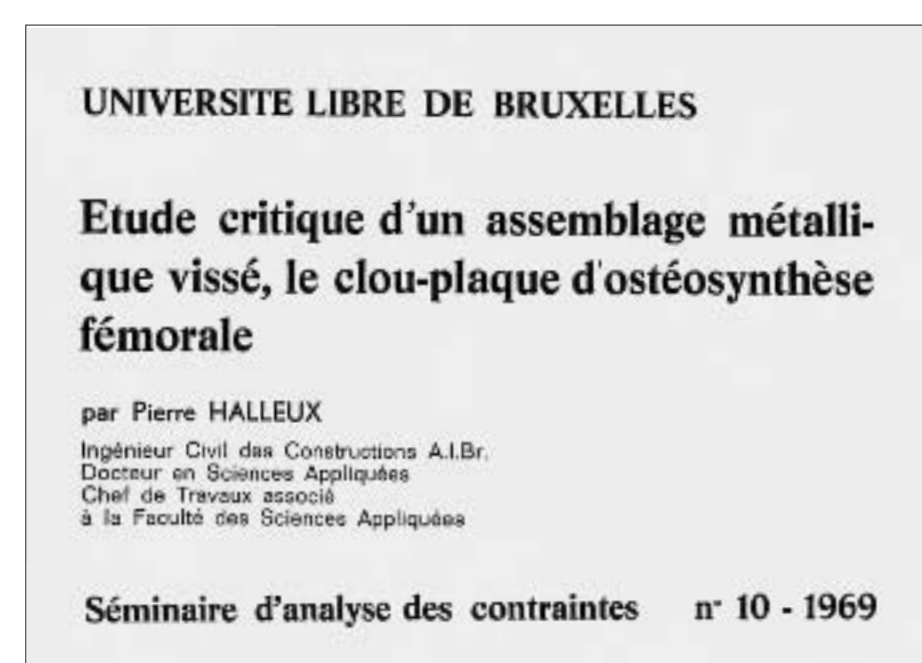 UNIVERSITE LIBRE DE BRUXELLES
Etude critique d'un assemblage métalli-
que vissé, le clou-plaque d'ostéosynthèse
fémorale
par Pierre HALLEUX
Ingénieur Civil des Constructions A.I.Br.
Docteur en Sciences Appliquées
Chef de Travaux associé
à la Faculté des Sciences Appliquées
Séminaire d'analyse des contraintes n° 10 - 1969